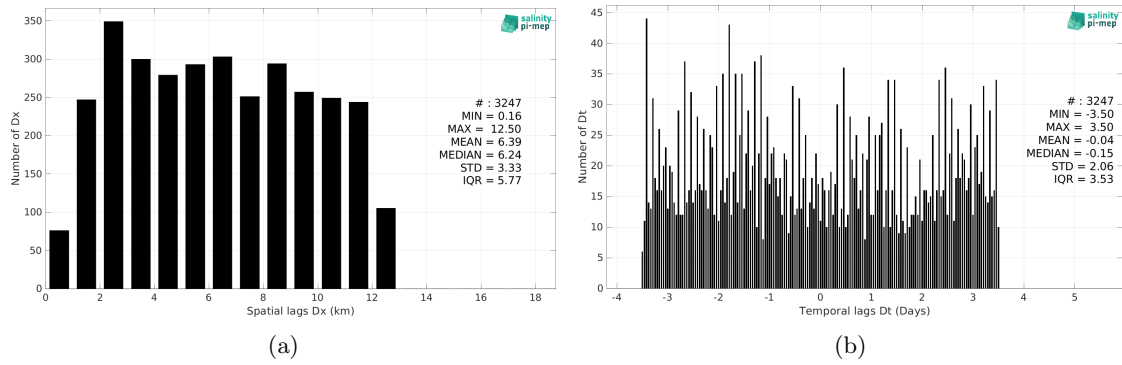 350
300
250
200
150
100
50
0
Number of Dx
0 2 4 6 8 10 12 14 16 18
Spatial lags Dx (km)
salinity
pi-mep
# : 3247
MIN = 0.16
MAX = 12.50
MEAN = 6.39
MEDIAN = 6.24
STD = 3.33
IQR = 5.77
(a)
45
40
35
30
25
20
15
10
5
0
Number of Dt
-4 -3 -2 -1 0 1 2 3 4 5
Temporal lags Dt (Days)
salinity
pi-mep
# : 3247
MIN = -3.50
MAX = 3.50
MEAN = -0.04
MEDIAN = -0.15
STD = 2.06
IQR = 3.53
(b)